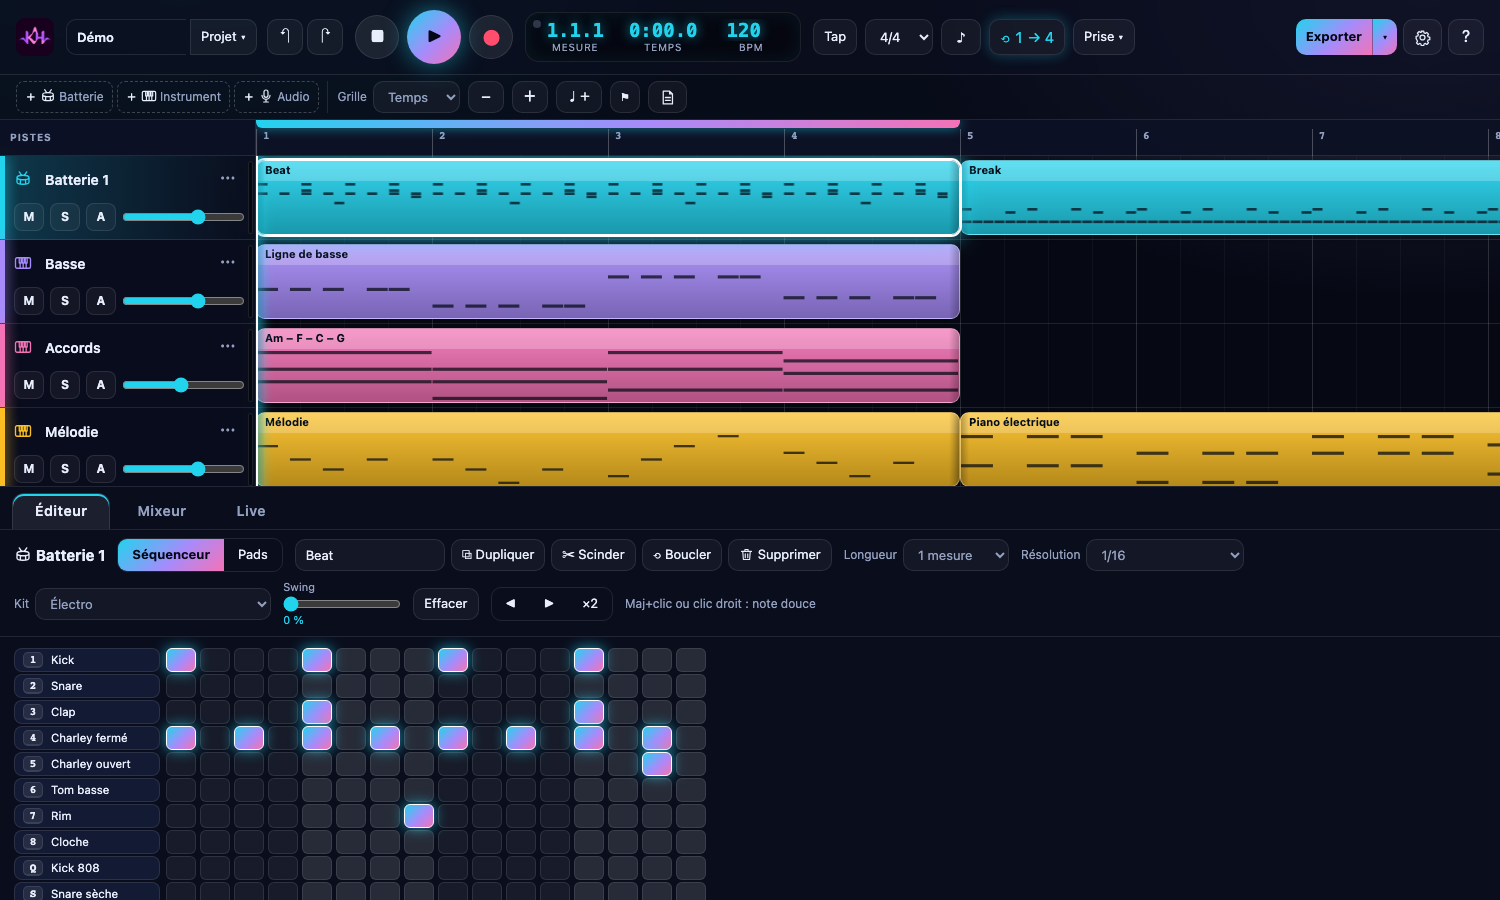 Démo
Projet
1.1.1
MESURE
0:00.0
TEMPS
120
BPM
Tap
4/4
1 → 4
Prise
Exporter
?
+ Batterie
+ Instrument
+ Audio
Grille
Temps
−
+
+
PISTES
1
2
3
4
5
6
7
8
Batterie 1
M S A
Beat
Break
Basse
M S A
Ligne de basse
Accords
M S A
Am – F – C – G
Mélodie
M S A
Mélodie
Piano électrique
Éditeur
Mixeur
Live
Batterie 1
Séquenceur
Pads
Beat
Dupliquer
Scinder
Boucler
Supprimer
Longueur
1 mesure
Résolution
1/16
Kit
Électro
Swing
0 %
Effacer
×2
Maj+clic ou clic droit : note douce
1 Kick
2 Snare
3 Clap
4 Charley fermé
5 Charley ouvert
6 Tom basse
7 Rim
8 Cloche
Q Kick 808
S Snare sèche